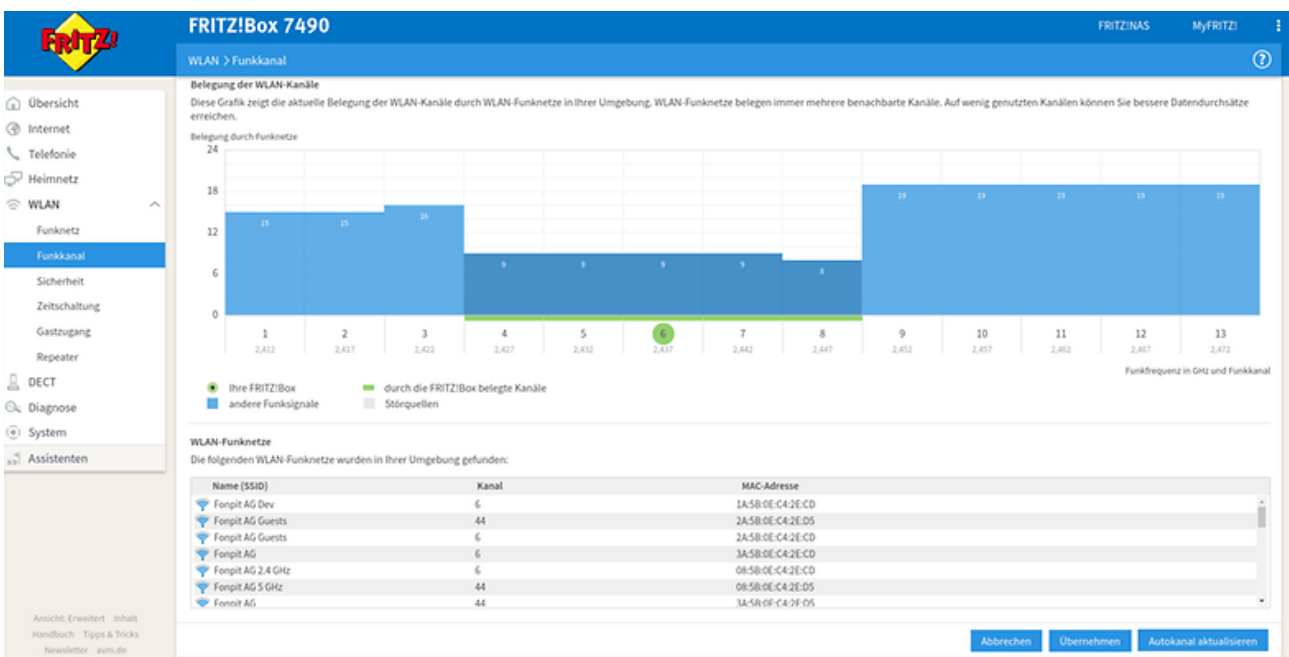 FRITZ!
FRITZ!Box 7490
FRITZ!NAS MyFRITZ!
WLAN > Funkkanal
Übersicht
Internet
Telefonie
Heimnetz
WLAN
Funknetz
Funkkanal
Sicherheit
Zeitschaltung
Gastzugang
Repeater
DECT
Diagnose
System
Assistenten
Ansicht: Erweitert Inhalt
Handbuch Tipps & Tricks
Newsletter avm.de
Belegung der WLAN-Kanäle
Diese Grafik zeigt die aktuelle Belegung der WLAN-Kanäle durch WLAN-Funknetze in Ihrer Umgebung. WLAN-Funknetze belegen immer mehrere benachbarte Kanäle. Auf wenig genutzten Kanälen können Sie bessere Datendurchsätze
erreichen.
Belegung durch Funknetze
24
18
12
6
0
15 15 16 9 9 9 9 8 19 19 19 19 19
1 2 3 4 5 6 7 8 9 10 11 12 13
2,412 2,417 2,422 2,427 2,432 2,437 2,442 2,447 2,452 2,457 2,462 2,467 2,472
Funkfrequenz in GHz und Funkkanal
Ihre FRITZ!Box durch die FRITZ!Box belegte Kanäle
andere Funksignale Störquellen
WLAN-Funknetze
Die folgenden WLAN-Funknetze wurden in Ihrer Umgebung gefunden:
Name (SSID) Kanal MAC-Adresse
Fonpit AG Dev 6 1A:5B:0E:C4:2E:CD
Fonpit AG Guests 44 2A:5B:0E:C4:2E:D5
Fonpit AG Guests 6 2A:5B:0E:C4:2E:CD
Fonpit AG 6 3A:5B:0E:C4:2E:CD
Fonpit AG 2.4 GHz 6 08:5B:0E:C4:2E:CD
Fonpit AG 5 GHz 44 08:5B:0E:C4:2E:D5
Fonpit AG 44 3A:5B:0E:C4:2E:D5
Abbrechen Übernehmen Autokanal aktualisieren